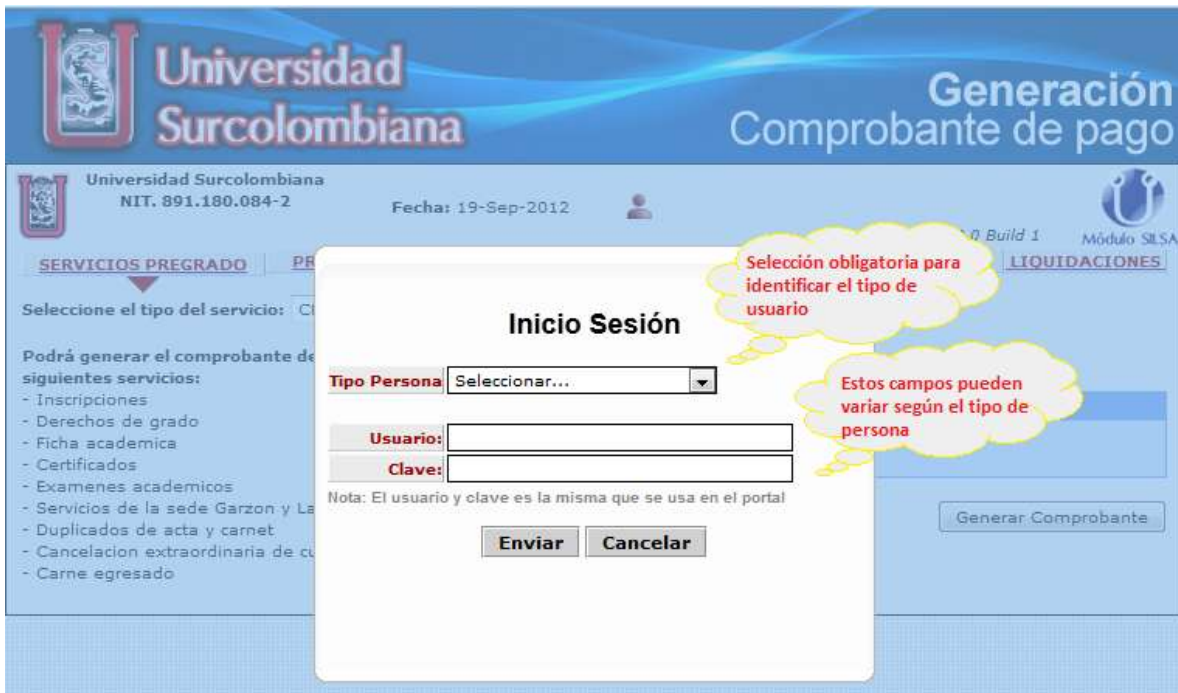 Universidad
Surcolombiana
Generación
Comprobante de pago
Universidad Surcolombiana
NIT. 891.180.084-2
Fecha: 19-Sep-2012
Build 1
Módulo SILSA
SERVICIOS PREGRADO
LIQUIDACIONES
Seleccione el tipo del servicio:
Podrá generar el comprobante de
siguientes servicios:
- Inscripciones
- Derechos de grado
- Ficha academica
- Certificados
- Examenes academicos
- Servicios de la sede Garzon y La
- Duplicados de acta y carnet
- Cancelacion extraordinaria de
- Carne egresado
Inicio Sesión
Tipo Persona Seleccionar...
Usuario:
Clave:
Nota: El usuario y clave es la misma que se usa en el portal
Enviar Cancelar
Selección obligatoria para
identificar el tipo de
usuario
Estos campos pueden
variar según el tipo de
persona
Generar Comprobante